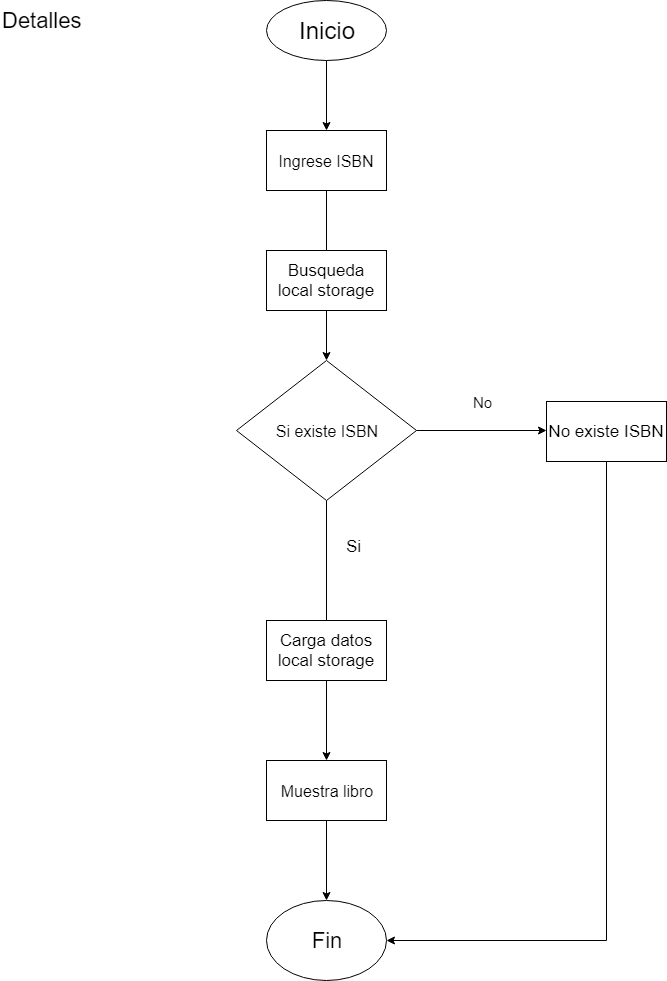 Detalles
Inicio
Ingrese ISBN
Busqueda
local storage
Si existe ISBN
No
No existe ISBN
Si
Carga datos
local storage
Muestra libro
Fin